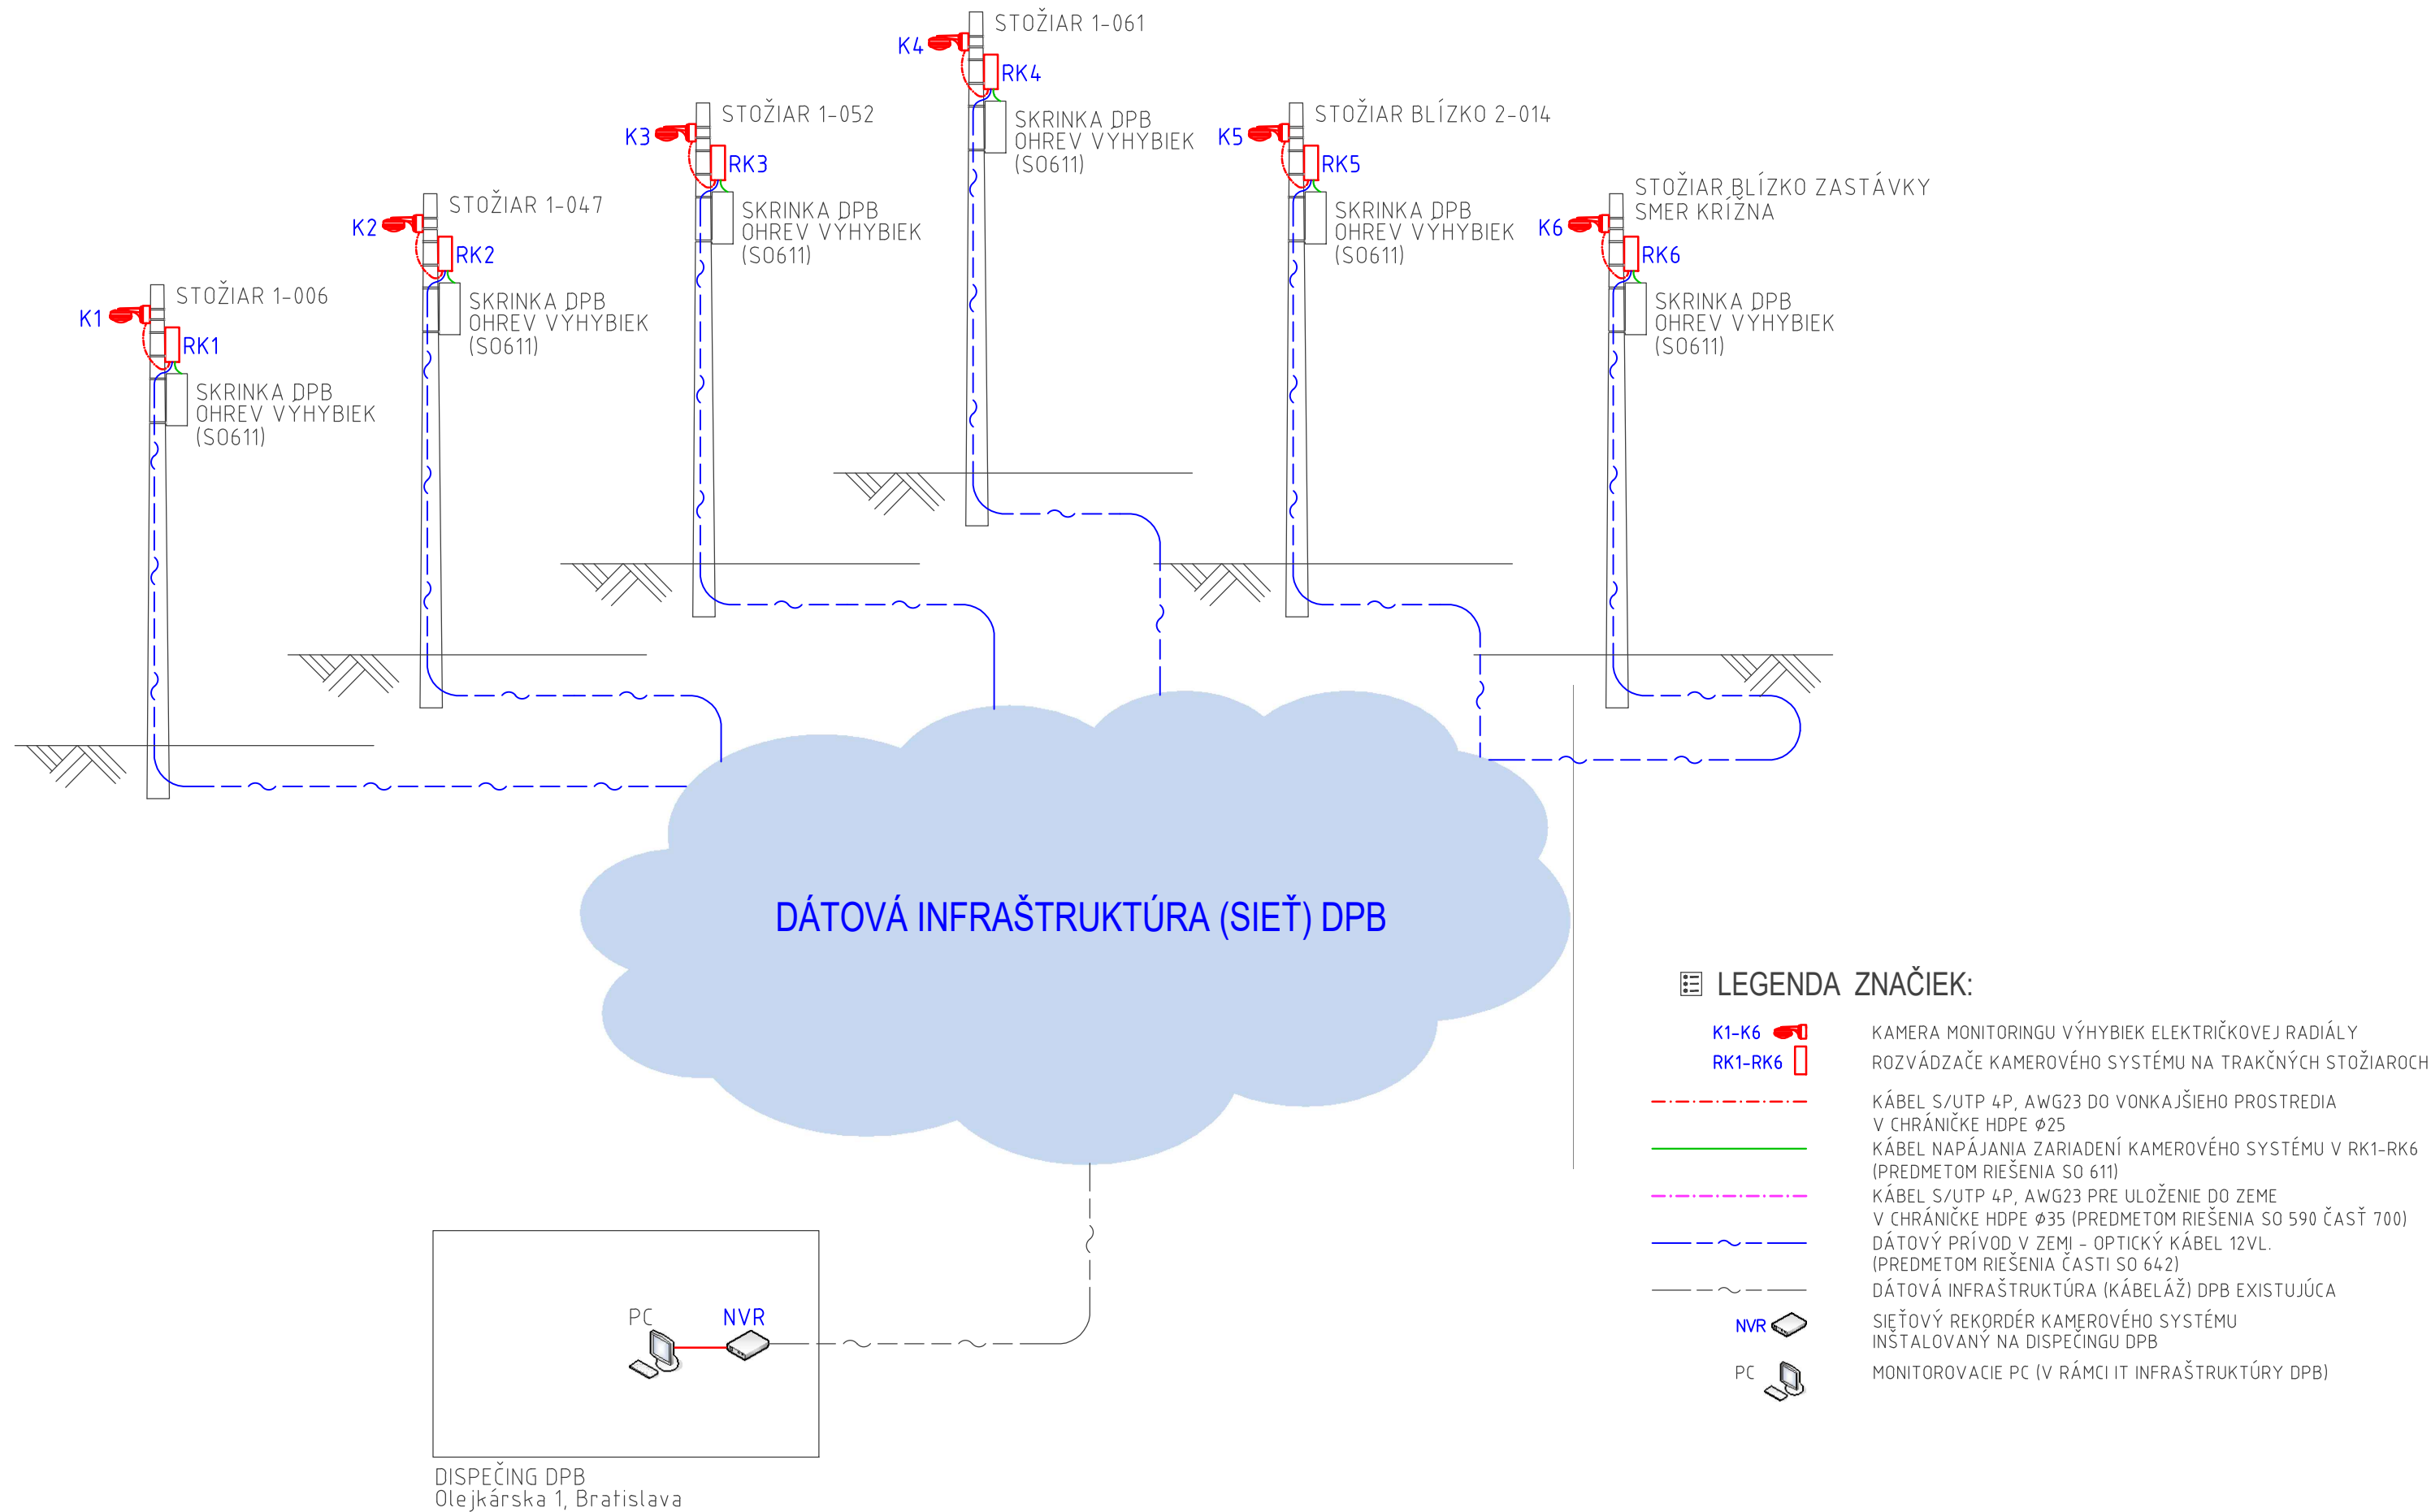 STOŽIAR 1-006
K1
RK1
SKRINKA DPB
OHREV VÝHYBIEK
(SO611)
STOŽIAR 1-047
K2
RK2
SKRINKA DPB
OHREV VÝHYBIEK
(SO611)
STOŽIAR 1-052
K3
RK3
SKRINKA DPB
OHREV VÝHYBIEK
(SO611)
STOŽIAR 1-061
K4
RK4
SKRINKA DPB
OHREV VÝHYBIEK
(SO611)
STOŽIAR BLÍZKO 2-014
K5
RK5
SKRINKA DPB
OHREV VÝHYBIEK
(SO611)
STOŽIAR BLÍZKO ZASTÁVKY
SMER KRÍŽNA
K6
RK6
SKRINKA DPB
OHREV VÝHYBIEK
(SO611)
DÁTOVÁ INFRAŠTRUKTÚRA (SIEŤ) DPB
PC
NVR
DISPEČING DPB
Olejkárska 1, Bratislava
LEGENDA ZNAČIEK:
K1-K6 KAMERA MONITORINGU VÝHYBIEK ELEKTRIČKOVEJ RADIÁLY
RK1-RK6 ROZVÁDZAČE KAMEROVÉHO SYSTÉMU NA TRAKČNÝCH STOŽIAROCH
KÁBEL S/UTP 4P, AWG23 DO VONKAJŠIEHO PROSTREDIA
V CHRÁNIČKE HDPE Ø25
KÁBEL NAPÁJANIA ZARIADENÍ KAMEROVÉHO SYSTÉMU V RK1-RK6
(PREDMETOM RIEŠENIA SO 611)
KÁBEL S/UTP 4P, AWG23 PRE ULOŽENIE DO ZEME
V CHRÁNIČKE HDPE Ø35 (PREDMETOM RIEŠENIA SO 590 ČASŤ 700)
DÁTOVÝ PRÍVOD V ZEMI - OPTICKÝ KÁBEL 12VL.
(PREDMETOM RIEŠENIA ČASTI SO 642)
DÁTOVÁ INFRAŠTRUKTÚRA (KÁBELÁŽ) DPB EXISTUJÚCA
NVR SIEŤOVÝ REKORDÉR KAMEROVÉHO SYSTÉMU
INŠTALOVANÝ NA DISPEČINGU DPB
PC MONITOROVACIE PC (V RÁMCI IT INFRAŠTRUKTÚRY DPB)